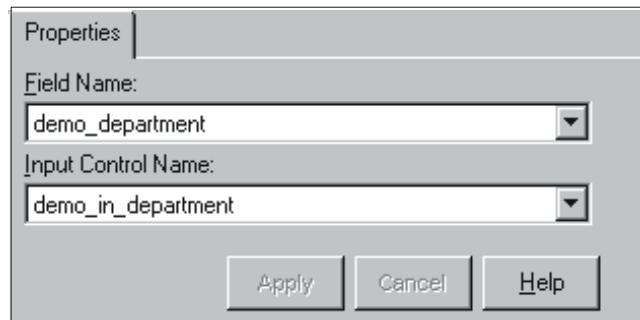 Properties
Field Name:
demo_department
Input Control Name:
demo_in_department
Apply Cancel Help